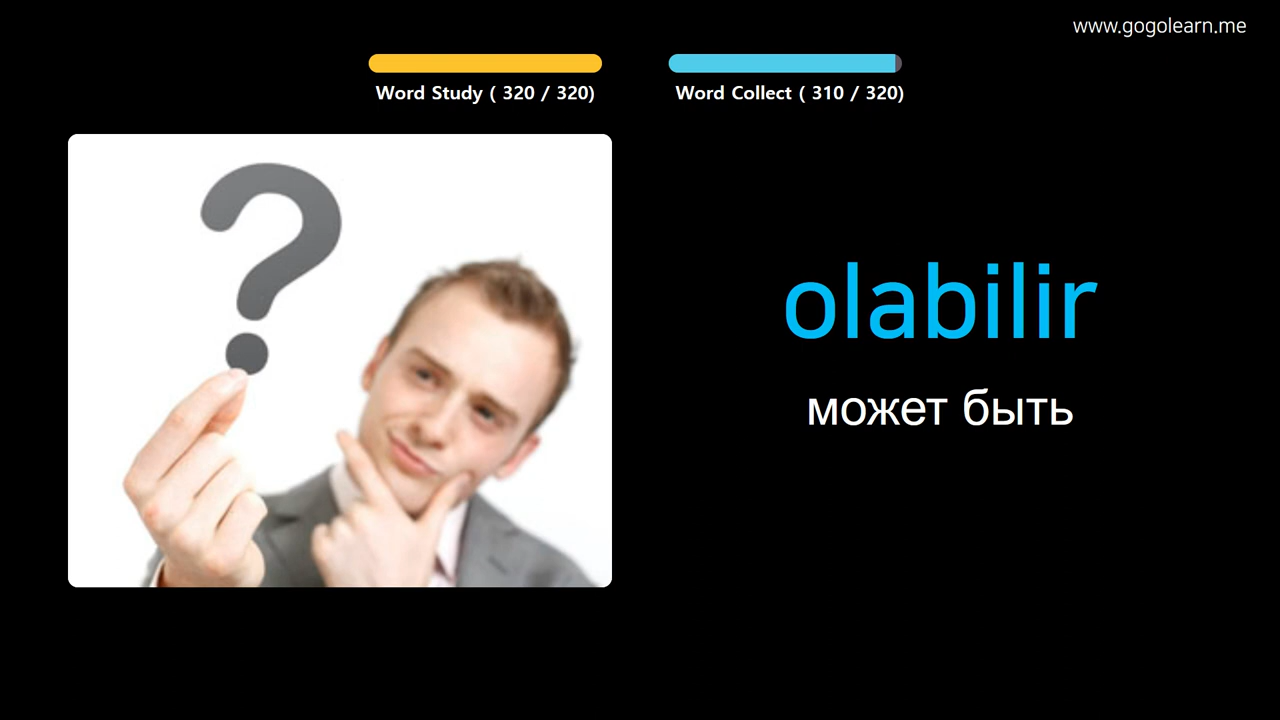 www.gogolearn.me
Word Study ( 320 / 320)
Word Collect ( 310 / 320)
?
olabilir
может быть